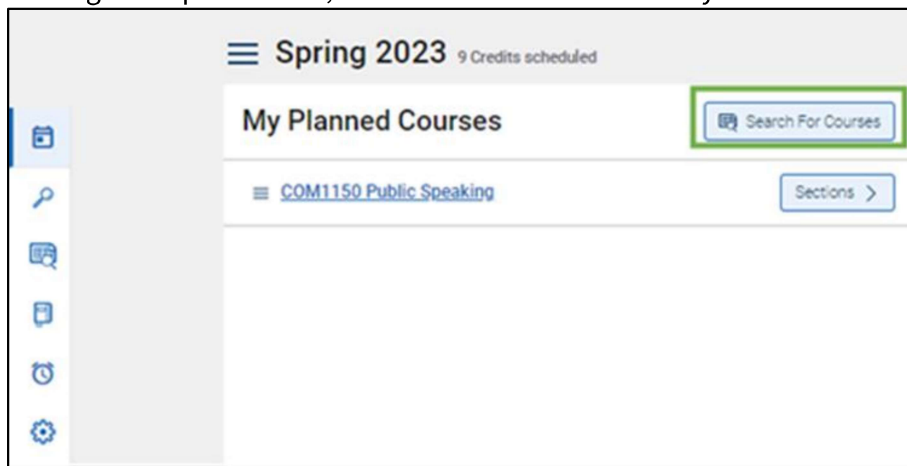 Spring 2023 9 Credits scheduled
My Planned Courses
Search For Courses
COM1150 Public Speaking
Sections